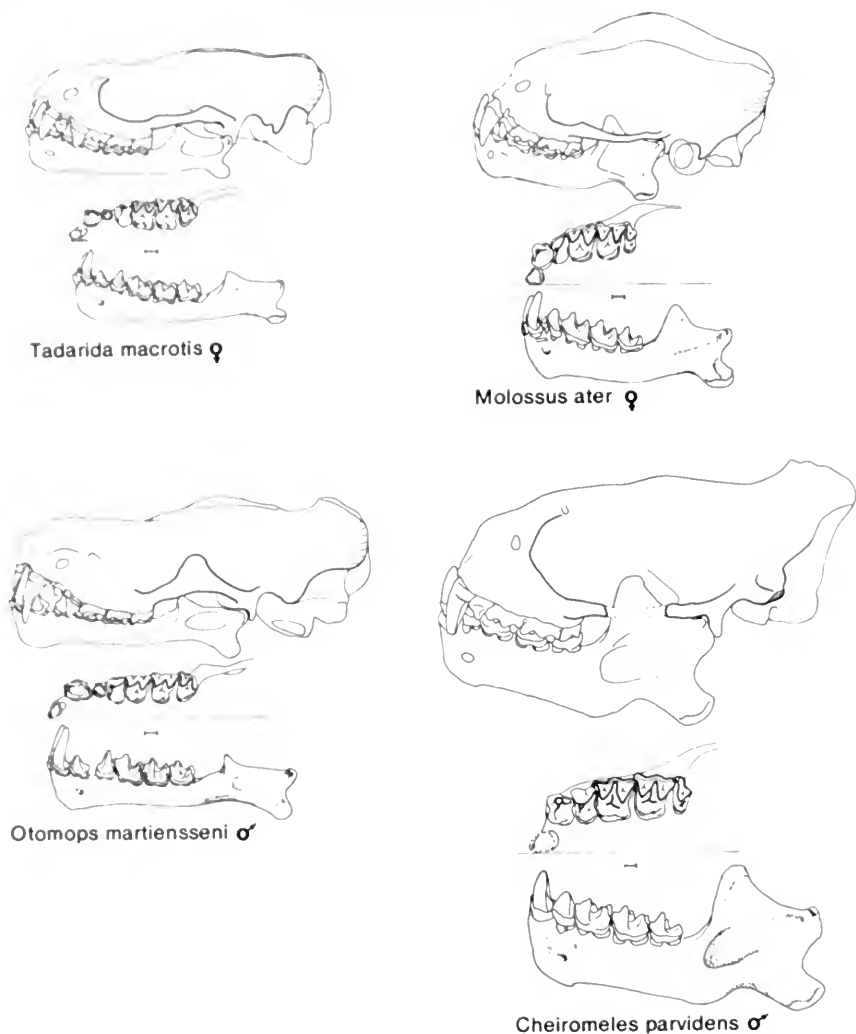 Tadarida macrotis ♀
Molossus ater ♀
Otomops martiensseni ♂
Cheiromeles parvidens ♂